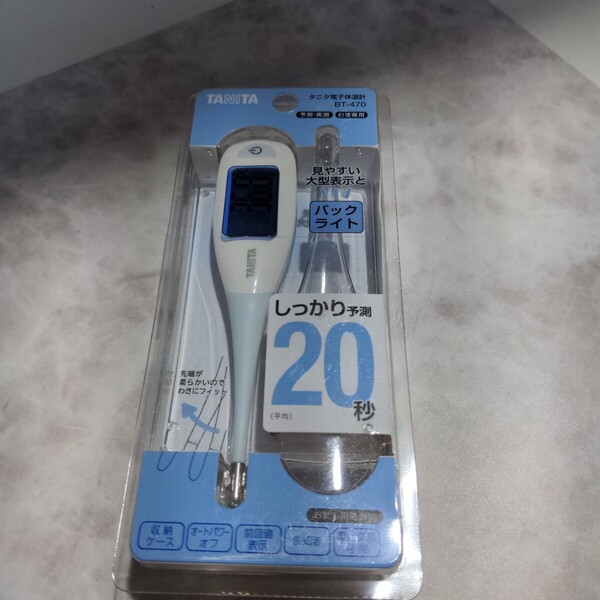 TANITA
タニタ電子体温計
BT-470
予測・実測 わき専用
見やすい
大型表示と
バック
ライト
TANITA
しっかり予測
20秒
(平均)
先端が
柔らかいので
わきにフィット
収納
ケース
オートパワー
オフ
前回値
表示